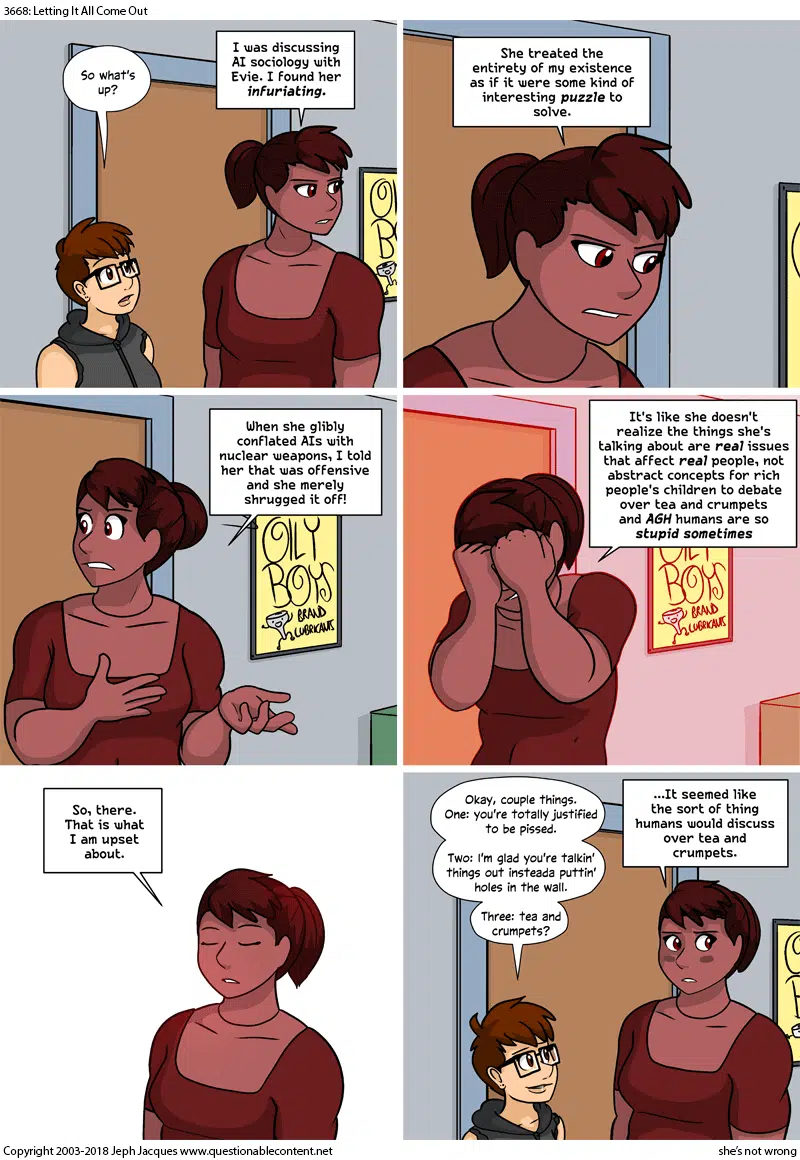 3668: Letting It All Come Out
So what's
up?
I was discussing
AI sociology with
Evie. I found her
infuriating.
OILY
B
She treated the
entirety of my existence
as if it were some kind of
interesting puzzle to
solve.
When she glibly
conflated AIs with
nuclear weapons, I told
her that was offensive
and she merely
shrugged it off!
OILY
BOYS
BRAND
LUBRICANTS
It's like she doesn't
realize the things she's
talking about are real issues
that affect real people, not
abstract concepts for rich
people's children to debate
over tea and crumpets
and AGH humans are so
stupid sometimes
OILY
BOYS
BRAND
LUBRICANTS
So, there.
That is what
I am upset
about.
Okay, couple things.
One: you're totally justified
to be pissed.
Two: I'm glad you're talkin'
things out insteada puttin'
holes in the wall.
Three: tea and
crumpets?
...It seemed like
the sort of thing
humans would discuss
over tea and
crumpets.
Copyright 2003-2018 Jeph Jacques www.questionablecontent.net
she's not wrong